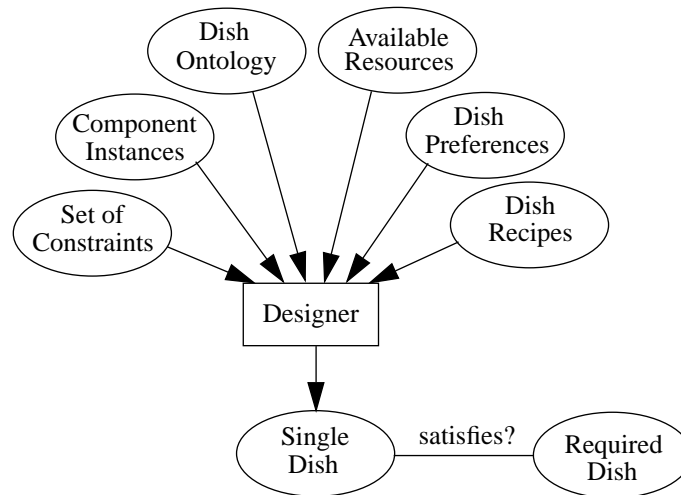 Dish
Ontology
Available
Resources
Component
Instances
Dish
Preferences
Set of
Constraints
Dish
Recipes
Designer
Single
Dish
satisfies?
Required
Dish